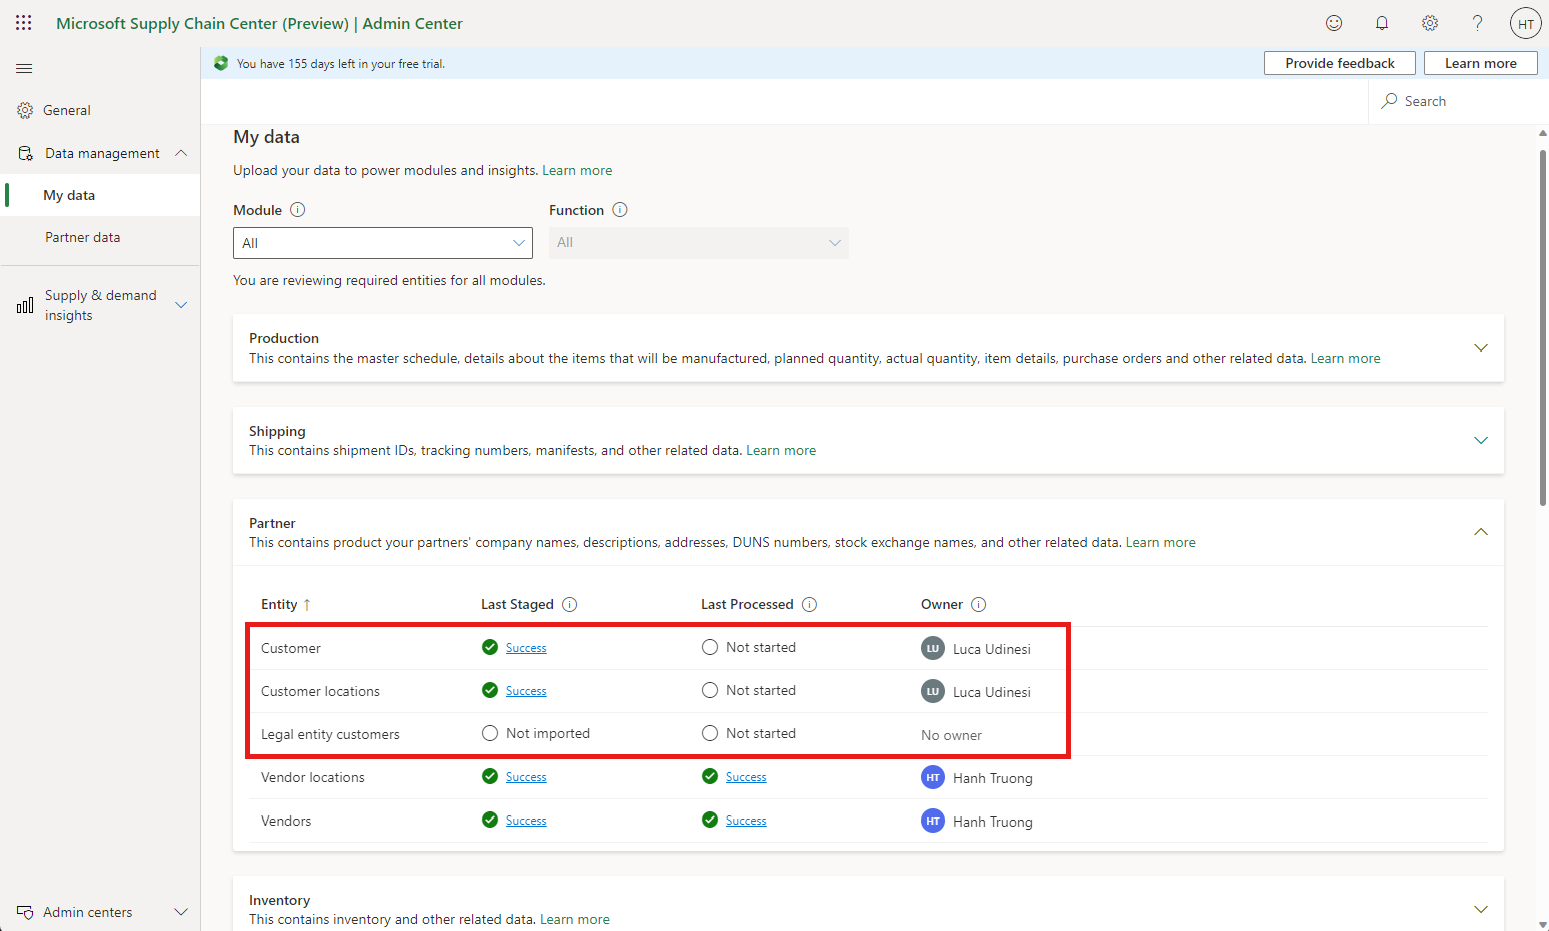 Microsoft Supply Chain Center (Preview) | Admin Center
HT
You have 155 days left in your free trial.
Provide feedback
Learn more
General
Data management
My data
Partner data
Supply & demand
insights
Admin centers
Search
My data
Upload your data to power modules and insights. Learn more
Module
Function
All
All
You are reviewing required entities for all modules.
Production
This contains the master schedule, details about the items that will be manufactured, planned quantity, actual quantity, item details, purchase orders and other related data. Learn more
Shipping
This contains shipment IDs, tracking numbers, manifests, and other related data. Learn more
Partner
This contains product your partners' company names, descriptions, addresses, DUNS numbers, stock exchange names, and other related data. Learn more
Entity ↑ Last Staged Last Processed Owner
Customer Success Not started LU Luca Udinesi
Customer locations Success Not started LU Luca Udinesi
Legal entity customers Not imported Not started No owner
Vendor locations Success Success HT Hanh Truong
Vendors Success Success HT Hanh Truong
Inventory
This contains inventory and other related data. Learn more